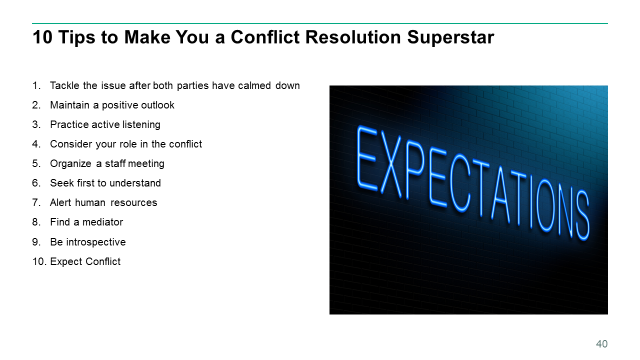 10 Tips to Make You a Conflict Resolution Superstar
1. Tackle the issue after both parties have calmed down
2. Maintain a positive outlook
3. Practice active listening
4. Consider your role in the conflict
5. Organize a staff meeting
6. Seek first to understand
7. Alert human resources
8. Find a mediator
9. Be introspective
10. Expect Conflict
EXPECTATIONS
40